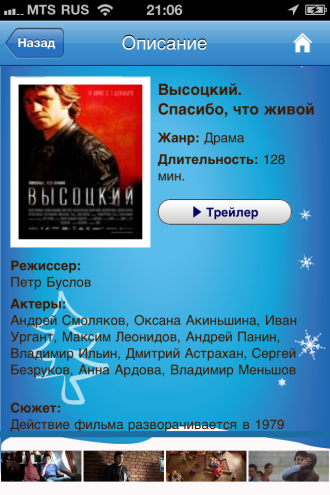 MTS RUS 21:06
Назад
Описание
Высоцкий.
Спасибо, что живой
Жанр: Драма
Длительность: 128
мин.
Трейлер
ВЫСОЦКИЙ
Режиссер:
Петр Буслов
Актеры:
Андрей Смоляков, Оксана Акиньшина, Иван
Ургант, Максим Леонидов, Андрей Панин,
Владимир Ильин, Дмитрий Астрахан, Сергей
Безруков, Анна Ардова, Владимир Меньшов
Сюжет:
Действие фильма разворачивается в 1979